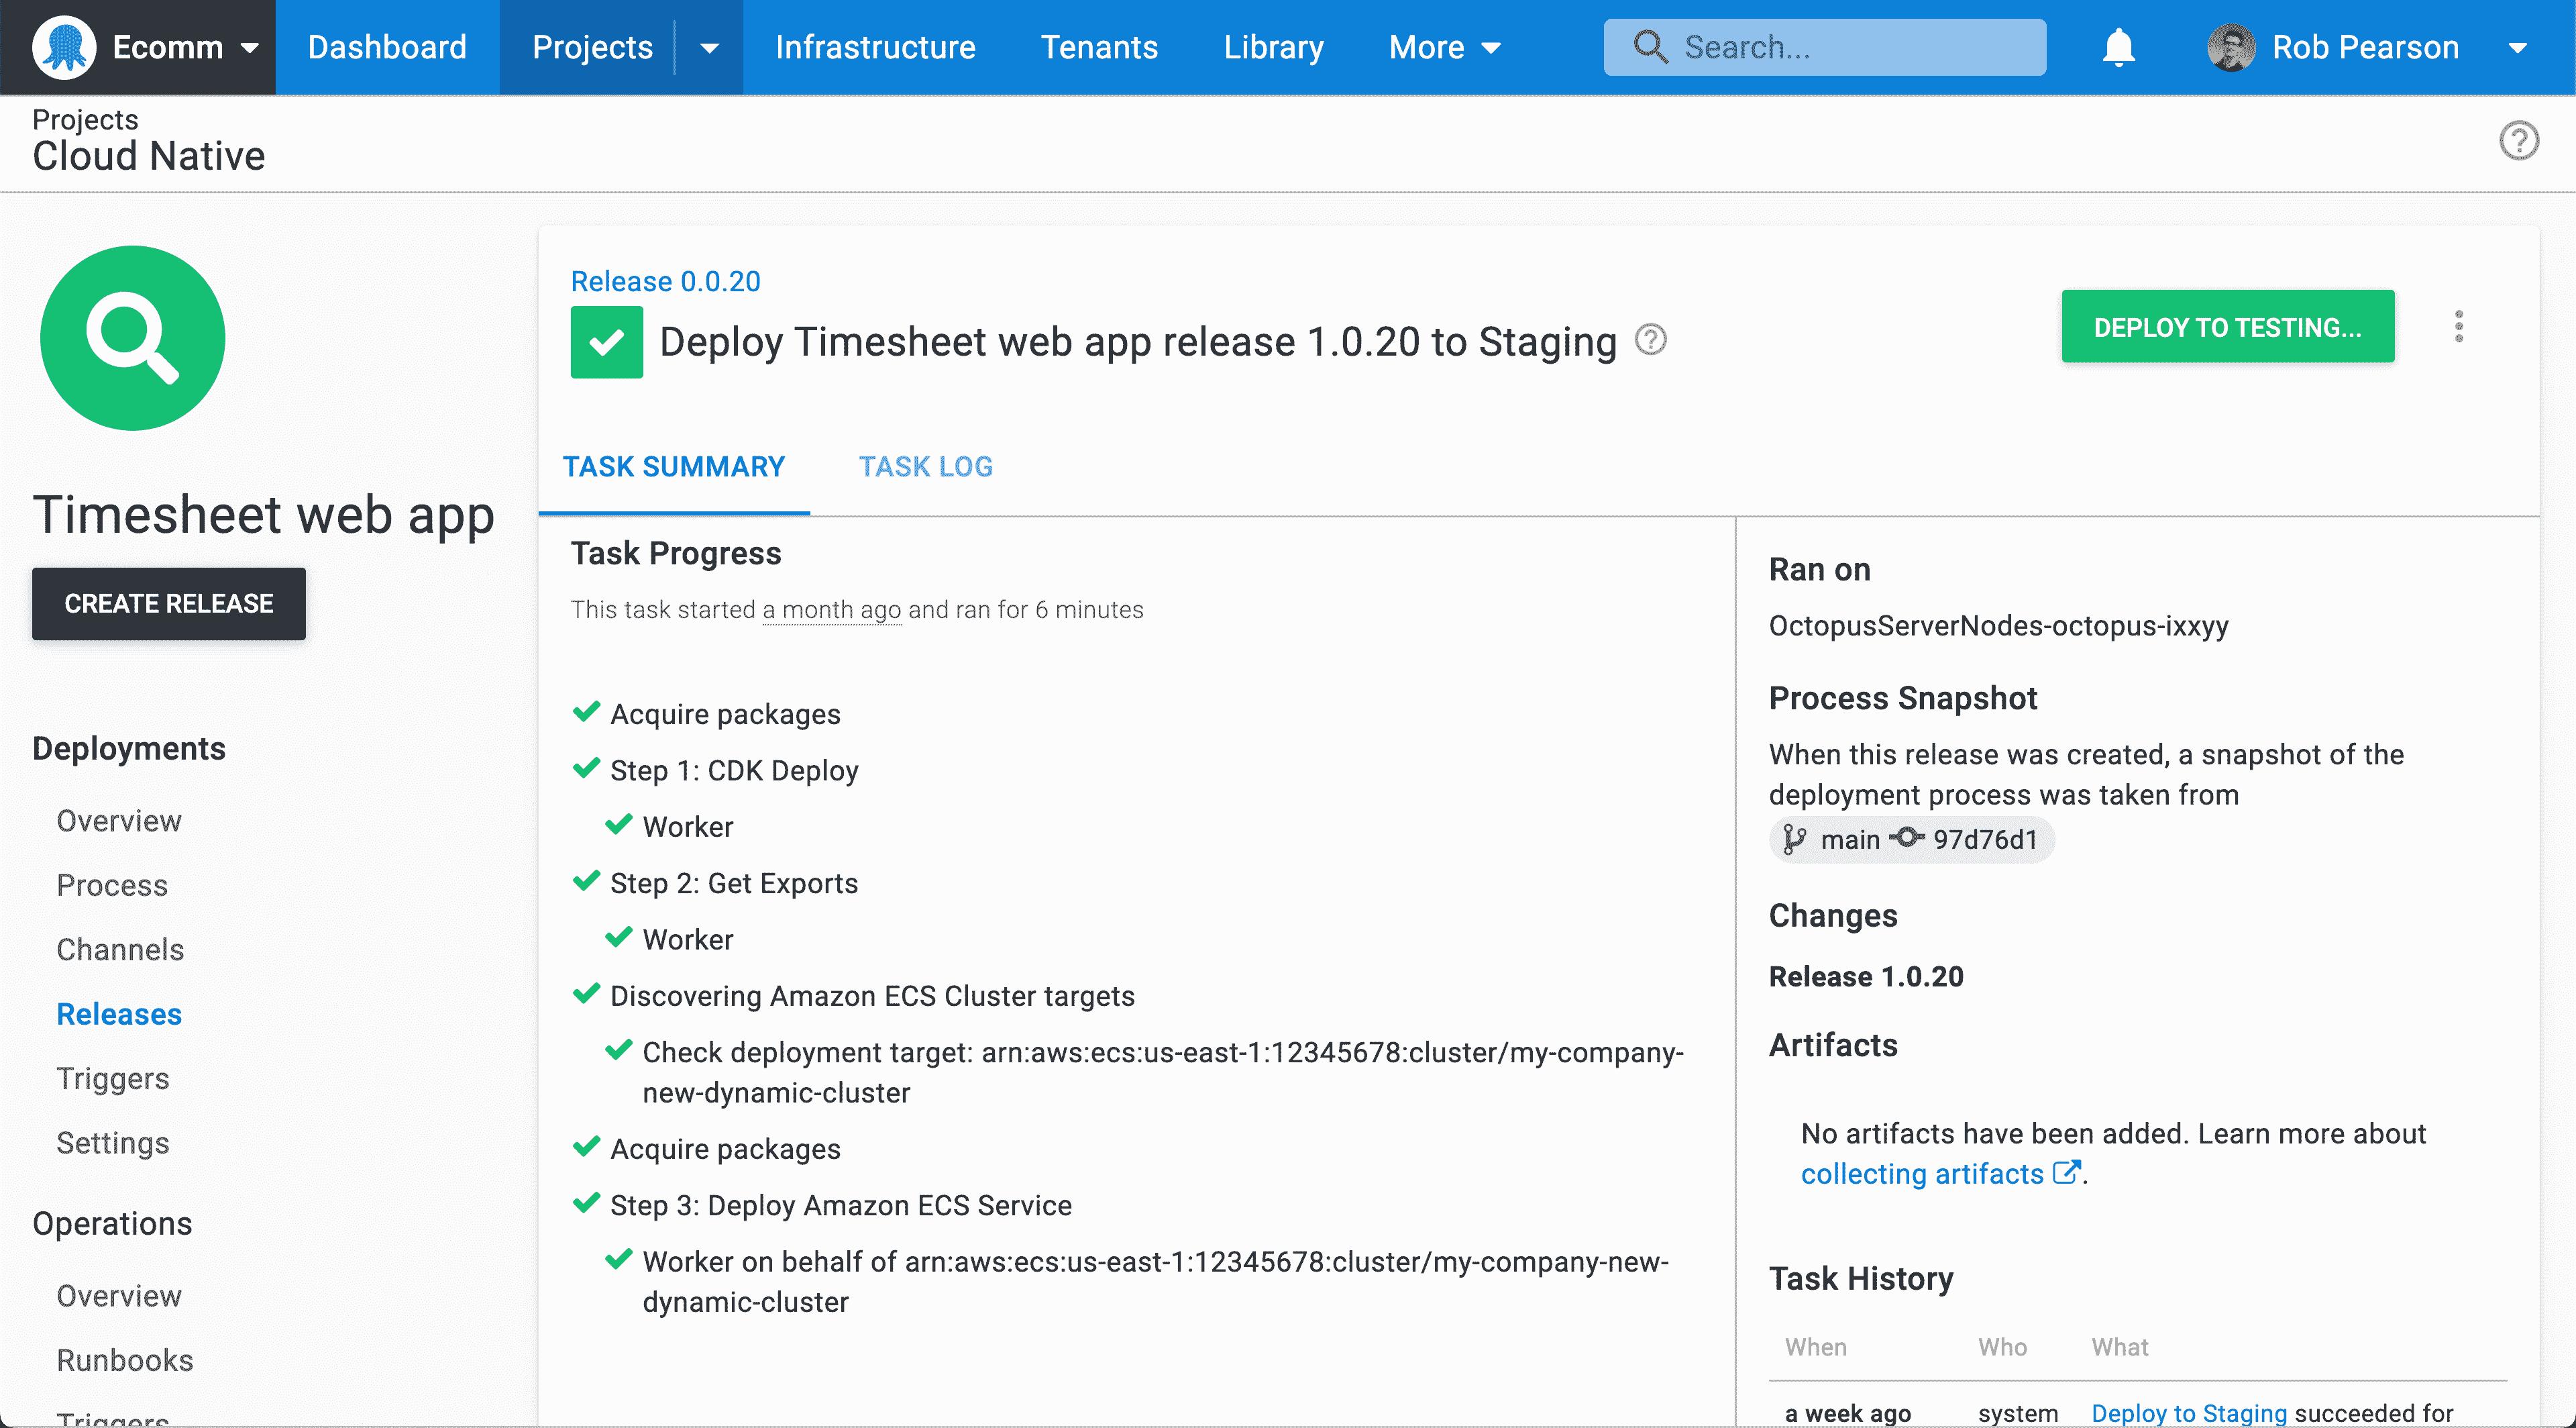 Ecomm
Dashboard
Projects
Infrastructure
Tenants
Library
More
Search...
Rob Pearson
Projects
Cloud Native
Timesheet web app
CREATE RELEASE
Deployments
Overview
Process
Channels
Releases
Triggers
Settings
Operations
Overview
Runbooks
Triggers
Release 0.0.20
Deploy Timesheet web app release 1.0.20 to Staging
DEPLOY TO TESTING...
TASK SUMMARY
TASK LOG
Task Progress
This task started a month ago and ran for 6 minutes
Acquire packages
Step 1: CDK Deploy
Worker
Step 2: Get Exports
Worker
Discovering Amazon ECS Cluster targets
Check deployment target: arn:aws:ecs:us-east-1:12345678:cluster/my-company-
new-dynamic-cluster
Acquire packages
Step 3: Deploy Amazon ECS Service
Worker on behalf of arn:aws:ecs:us-east-1:12345678:cluster/my-company-new-
dynamic-cluster
Ran on
OctopusServerNodes-octopus-ixxyy
Process Snapshot
When this release was created, a snapshot of the
deployment process was taken from
main 97d76d1
Changes
Release 1.0.20
Artifacts
No artifacts have been added. Learn more about
collecting artifacts.
Task History
When Who What
a week ago system Deploy to Staging succeeded for